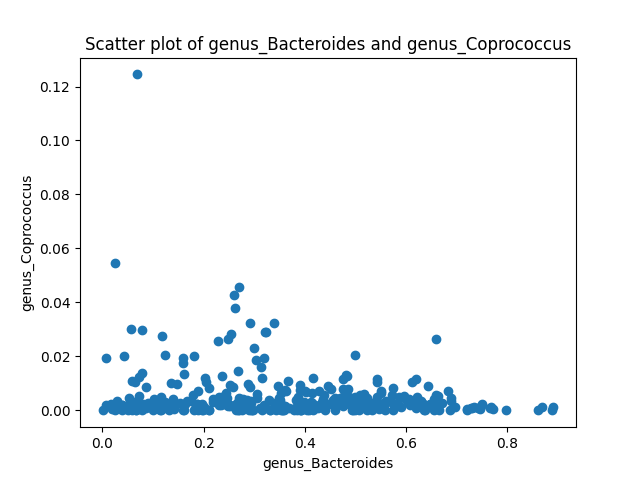 Scatter plot of genus_Bacteroides and genus_Coprococcus
0.12
0.10
0.08
0.06
0.04
0.02
0.00
genus_Coprococcus
0.0 0.2 0.4 0.6 0.8
genus_Bacteroides